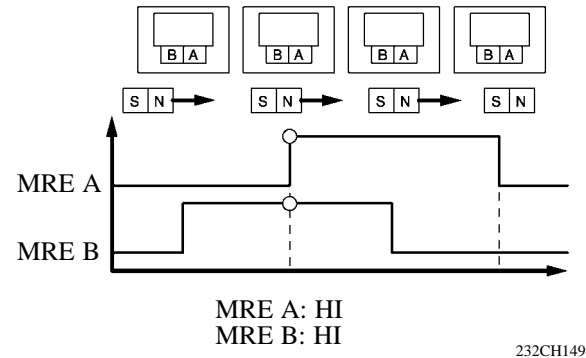 B A B A B A B A
S N S N S N S N
MRE A
MRE B
MRE A: HI
MRE B: HI
232CH149